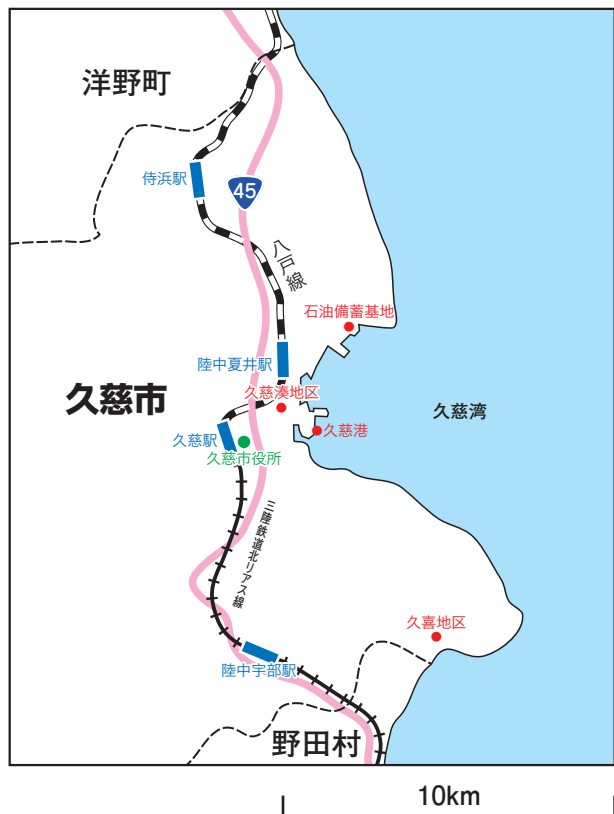 洋野町
侍浜駅
45
八戸線
石油備蓄基地
陸中夏井駅
久慈市
久慈湊地区
久慈湾
久慈港
久慈駅
久慈市役所
三陸鉄道北リアス線
久喜地区
陸中宇部駅
野田村
10km